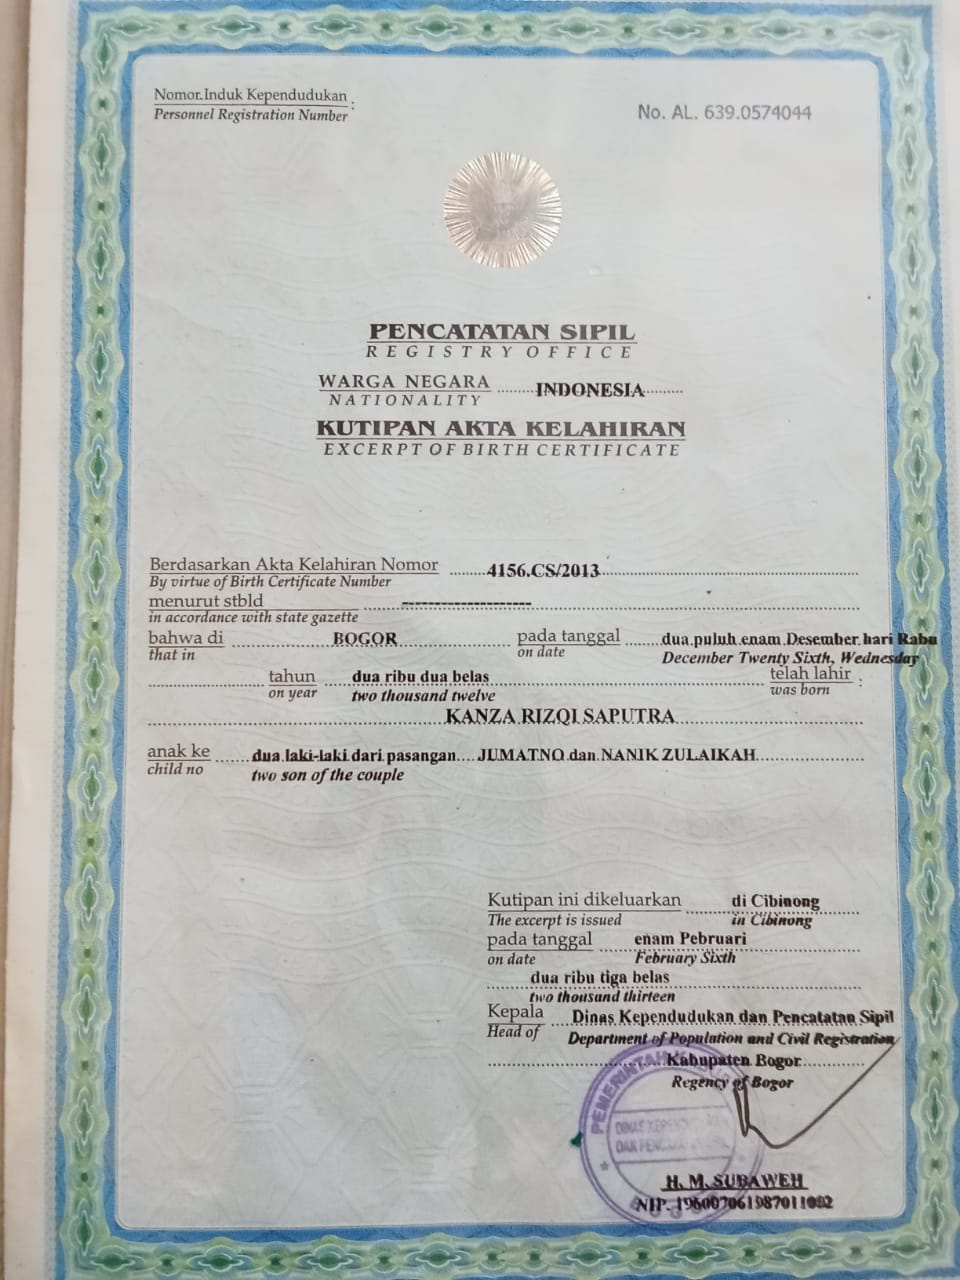 Nomor Induk Kependudukan :
Personnel Registration Number
No. AL. 639.0574044
PENCATATAN SIPIL
REGISTRY OFFICE
WARGA NEGARA INDONESIA
NATIONALITY
KUTIPAN AKTA KELAHIRAN
EXCERPT OF BIRTH CERTIFICATE
Berdasarkan Akta Kelahiran Nomor 4156.CS/2013
By virtue of Birth Certificate Number
menurut stbld --------------------
in accordance with state gazette
bahwa di BOGOR pada tanggal dua puluh enam Desember hari Rabu
that in on date December Twenty Sixth, Wednesday
tahun dua ribu dua belas telah lahir :
on year two thousand twelve was born
KANZA RIZQI SAPUTRA
anak ke dua laki-laki dari pasangan JUMATNO dan NANIK ZULAIKAH
child no two son of the couple
Kutipan ini dikeluarkan di Cibinong
The excerpt is issued in Cibinong
pada tanggal enam Pebruari
on date February Sixth
dua ribu tiga belas
two thousand thirteen
Kepala Dinas Kependudukan dan Pencatatan Sipil
Head of Department of Population and Civil Registration
Kabupaten Bogor
Regency of Bogor
PEMERINTAH
DINAS
DAN
H. M. SUBAWEH
NIP. 196007061987011002